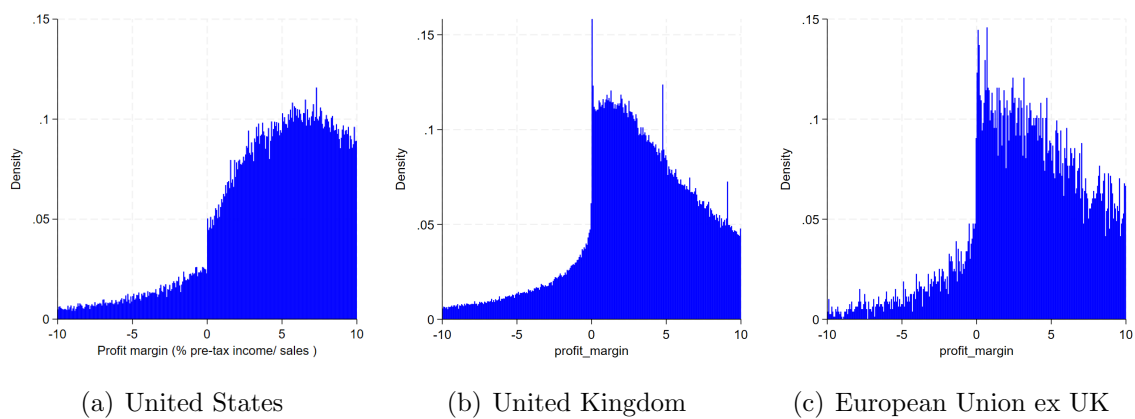 .15
.1
.05
0
Density
-10 -5 0 5 10
Profit margin (% pre-tax income/ sales )
(a) United States
.15
.1
.05
0
Density
-10 -5 0 5 10
profit_margin
(b) United Kingdom
.15
.1
.05
0
Density
-10 -5 0 5 10
profit_margin
(c) European Union ex UK